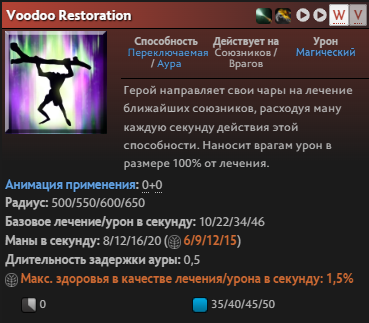 Voodoo Restoration W V
Способность Действует на Урон
Переключаемая Союзников / Магический
/ Аура Врагов
Герой направляет свои чары на лечение
ближайших союзников, расходуя ману
каждую секунду действия этой
способности. Наносит врагам урон в
размере 100% от лечения.
Анимация применения: 0+0
Радиус: 500/550/600/650
Базовое лечение/урон в секунду: 10/22/34/46
Маны в секунду: 8/12/16/20 (6/9/12/15)
Длительность задержки ауры: 0,5
Макс. здоровья в качестве лечения/урона в секунду: 1,5%
0 35/40/45/50